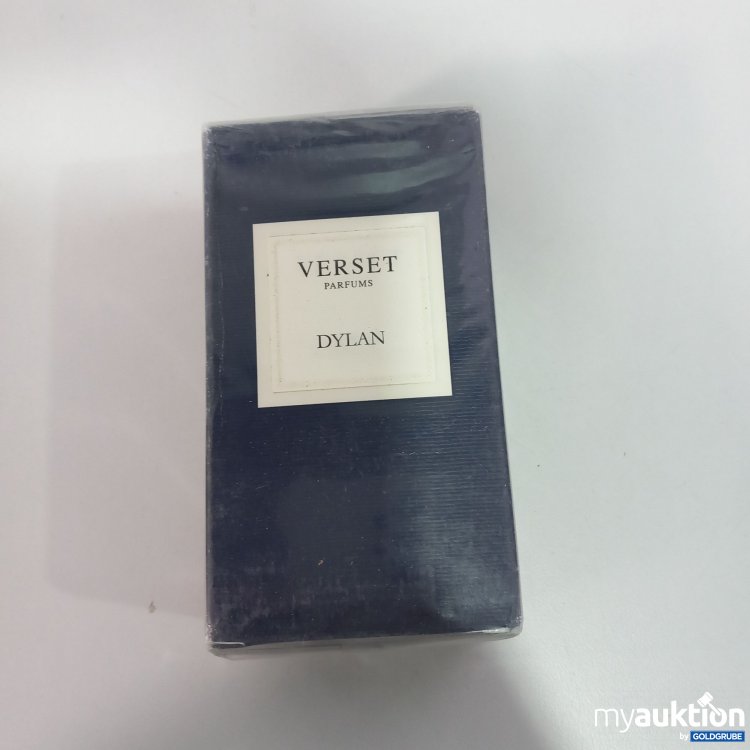 VERSET
PARFUMS
DYLAN
myauktion
by GOLDGRUBE